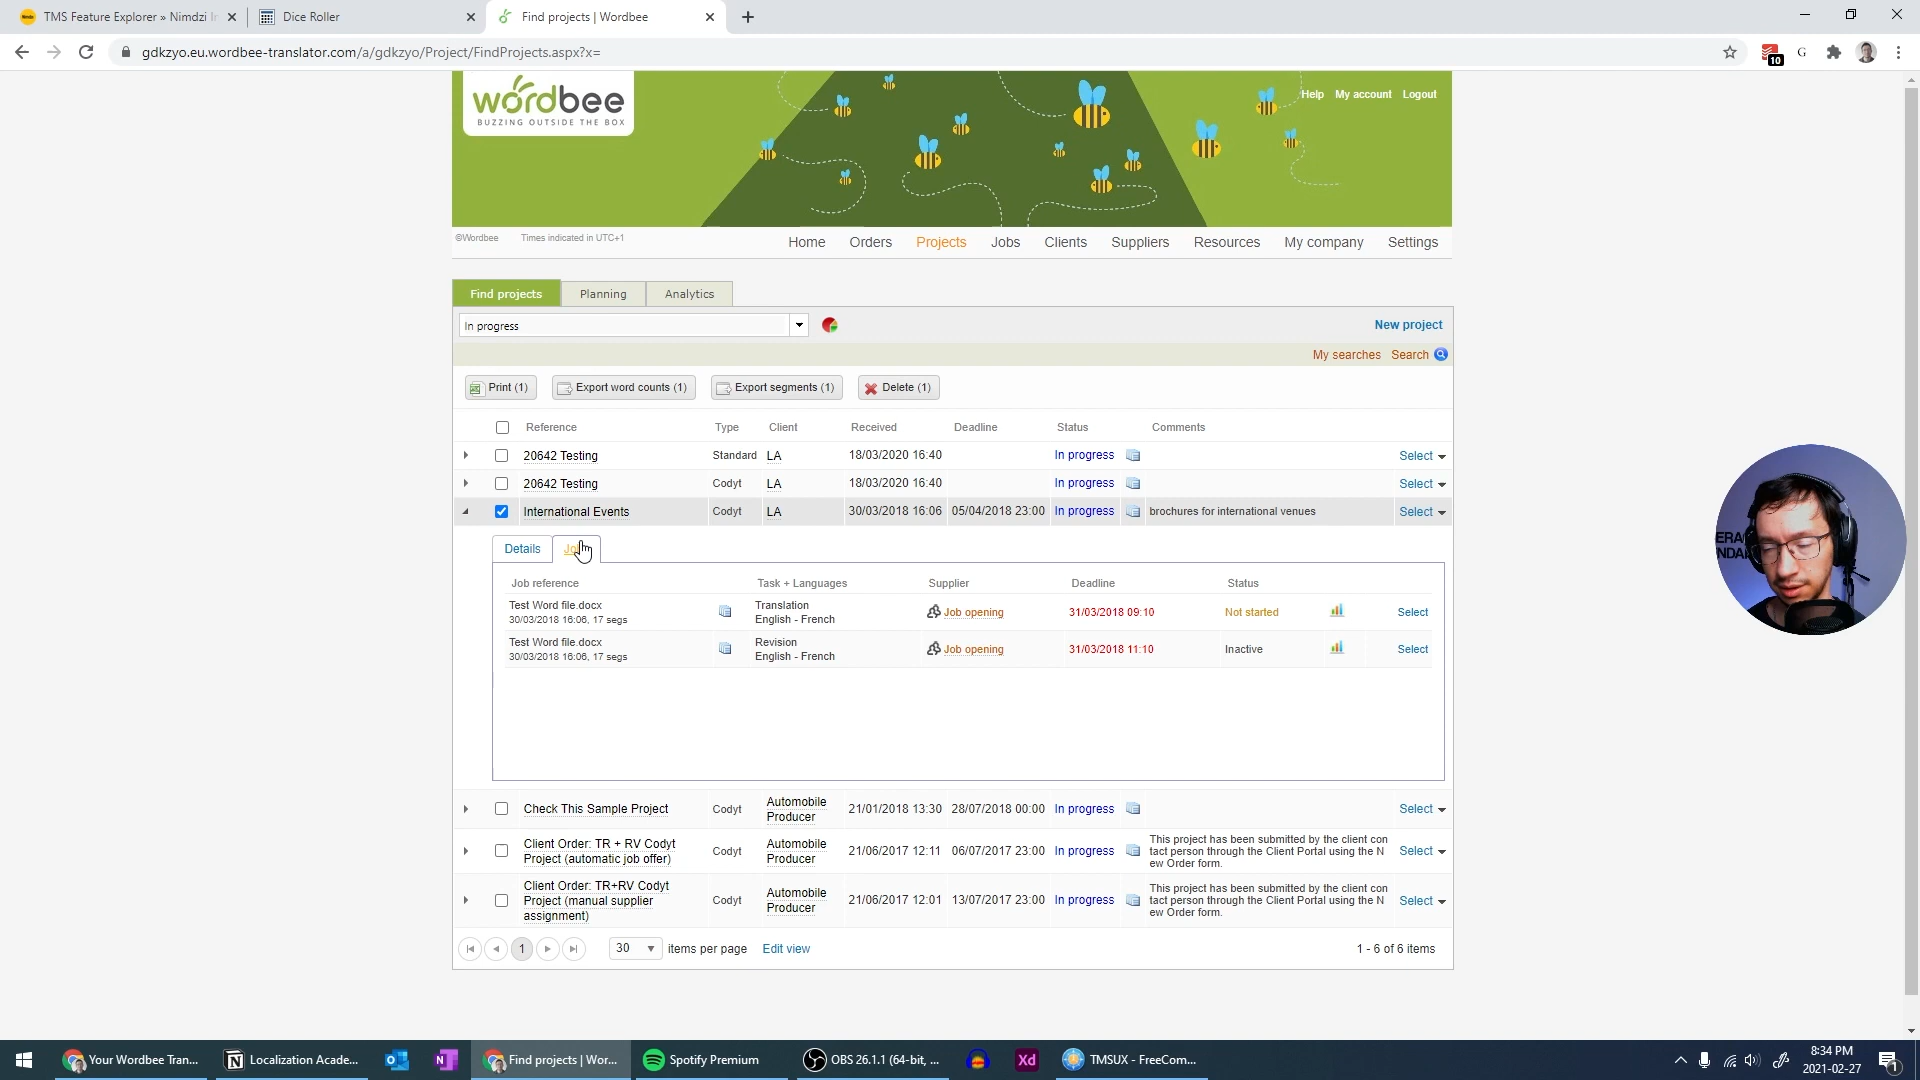 TMS Feature Explorer » Nimdzi In
Dice Roller
Find projects | Wordbee
gdkzyo.eu.wordbee-translator.com/a/gdkzyo/Project/FindProjects.aspx?x=
G
10
wordbee
BUZZING OUTSIDE THE BOX
Help My account Logout
©Wordbee Times indicated in UTC+1
Home Orders Projects Jobs Clients Suppliers Resources My company Settings
Find projects Planning Analytics
In progress
New project
My searches Search
Print (1) Export word counts (1) Export segments (1) Delete (1)
Reference Type Client Received Deadline Status Comments
20642 Testing Standard LA 18/03/2020 16:40 In progress Select
20642 Testing Codyt LA 18/03/2020 16:40 In progress Select
International Events Codyt LA 30/03/2018 16:06 05/04/2018 23:00 In progress brochures for international venues Select
Details
Job reference Task + Languages Supplier Deadline Status
Test Word file.docx Translation Job opening 31/03/2018 09:10 Not started Select
30/03/2018 16:06, 17 segs English - French
Test Word file.docx Revision Job opening 31/03/2018 11:10 Inactive Select
30/03/2018 16:06, 17 segs English - French
Check This Sample Project Codyt Automobile Producer 21/01/2018 13:30 28/07/2018 00:00 In progress Select
Client Order: TR + RV Codyt
Project (automatic job offer)
Codyt Automobile Producer 21/06/2017 12:11 06/07/2017 23:00 In progress
This project has been submitted by the client con
tact person through the Client Portal using the N
ew Order form.
Select
Client Order: TR+RV Codyt
Project (manual supplier
assignment)
Codyt Automobile Producer 21/06/2017 12:01 13/07/2017 23:00 In progress
This project has been submitted by the client con
tact person through the Client Portal using the N
ew Order form.
Select
1 30 items per page Edit view 1 - 6 of 6 items
Your Wordbee Tran... Localization Acade... Find projects | Wor... Spotify Premium OBS 26.1.1 (64-bit, ... Xd TMSUX - FreeCom...
8:34 PM
2021-02-27
1